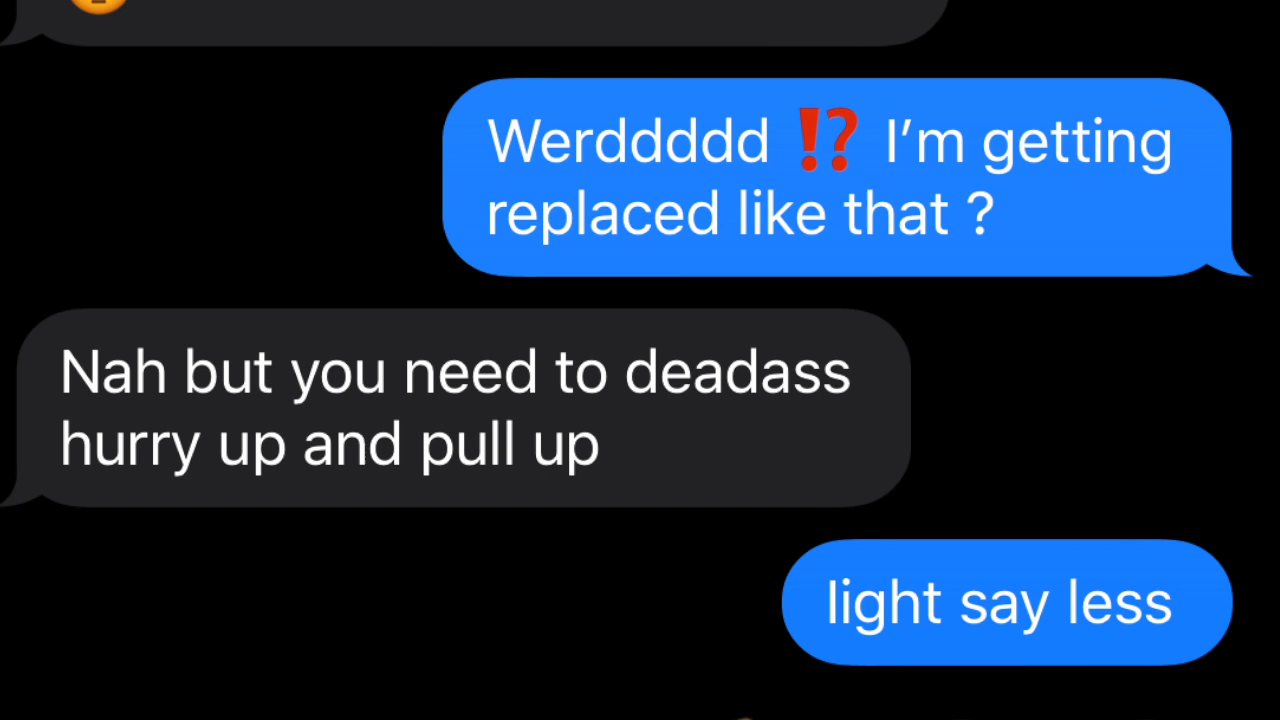 Werddddd ⁉️ I’m getting
replaced like that ?
Nah but you need to deadass
hurry up and pull up
light say less